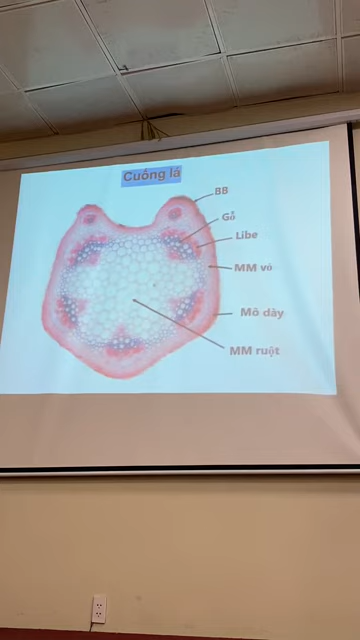 Cuống lá
BB
Gỗ
Libe
MM vỏ
Mô dày
MM ruột